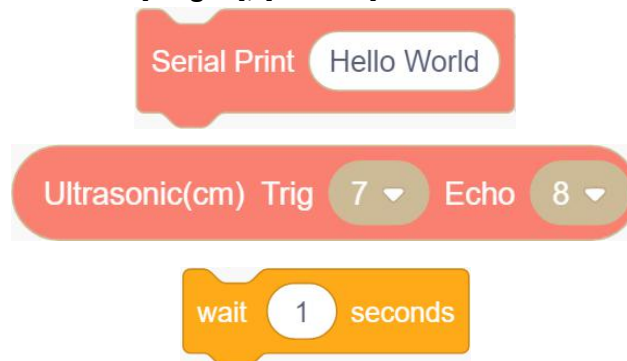 Serial Print Hello World
Ultrasonic(cm) Trig 7 Echo 8
wait 1 seconds